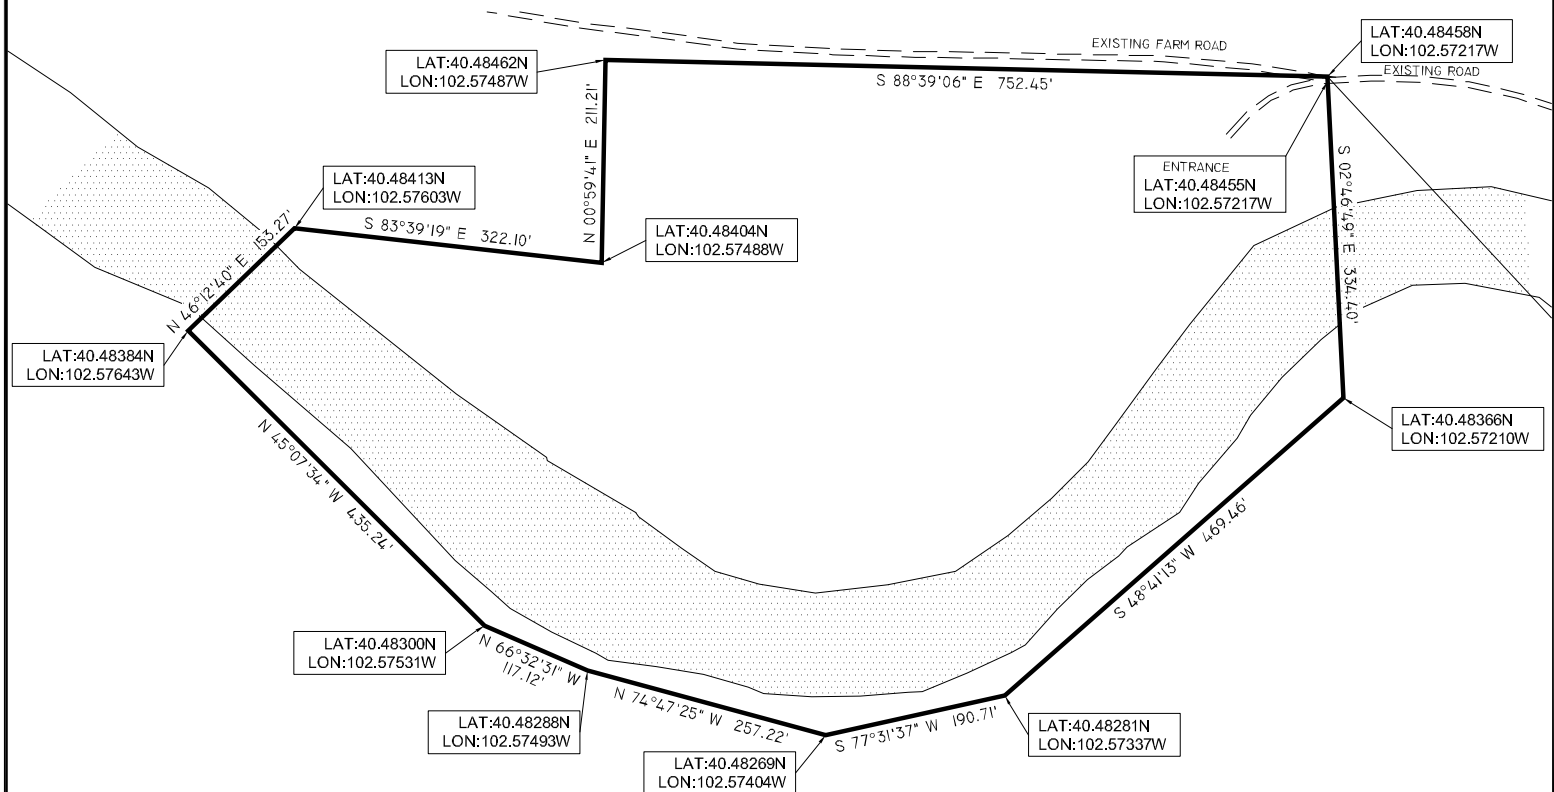 LAT:40.48458N
LON:102.57217W
EXISTING FARM ROAD
LAT:40.48462N
LON:102.57487W
EXISTING ROAD
S 88°39'06" E 752.45'
N 00°59'41" E 211.21'
ENTRANCE
LAT:40.48455N
LON:102.57217W
S 02°46'49" E 334.40'
LAT:40.48413N
LON:102.57603W
S 83°39'19" E 322.10'
N 46°12'40" E 153.27'
LAT:40.48404N
LON:102.57488W
LAT:40.48384N
LON:102.57643W
LAT:40.48366N
LON:102.57210W
N 45°07'34" W 435.24'
S 48°41'13" W 469.46'
LAT:40.48300N
LON:102.57531W
N 66°32'31" W
117.12'
N 74°47'25" W 257.22'
S 77°31'37" W 190.71'
LAT:40.48288N
LON:102.57493W
LAT:40.48281N
LON:102.57337W
LAT:40.48269N
LON:102.57404W